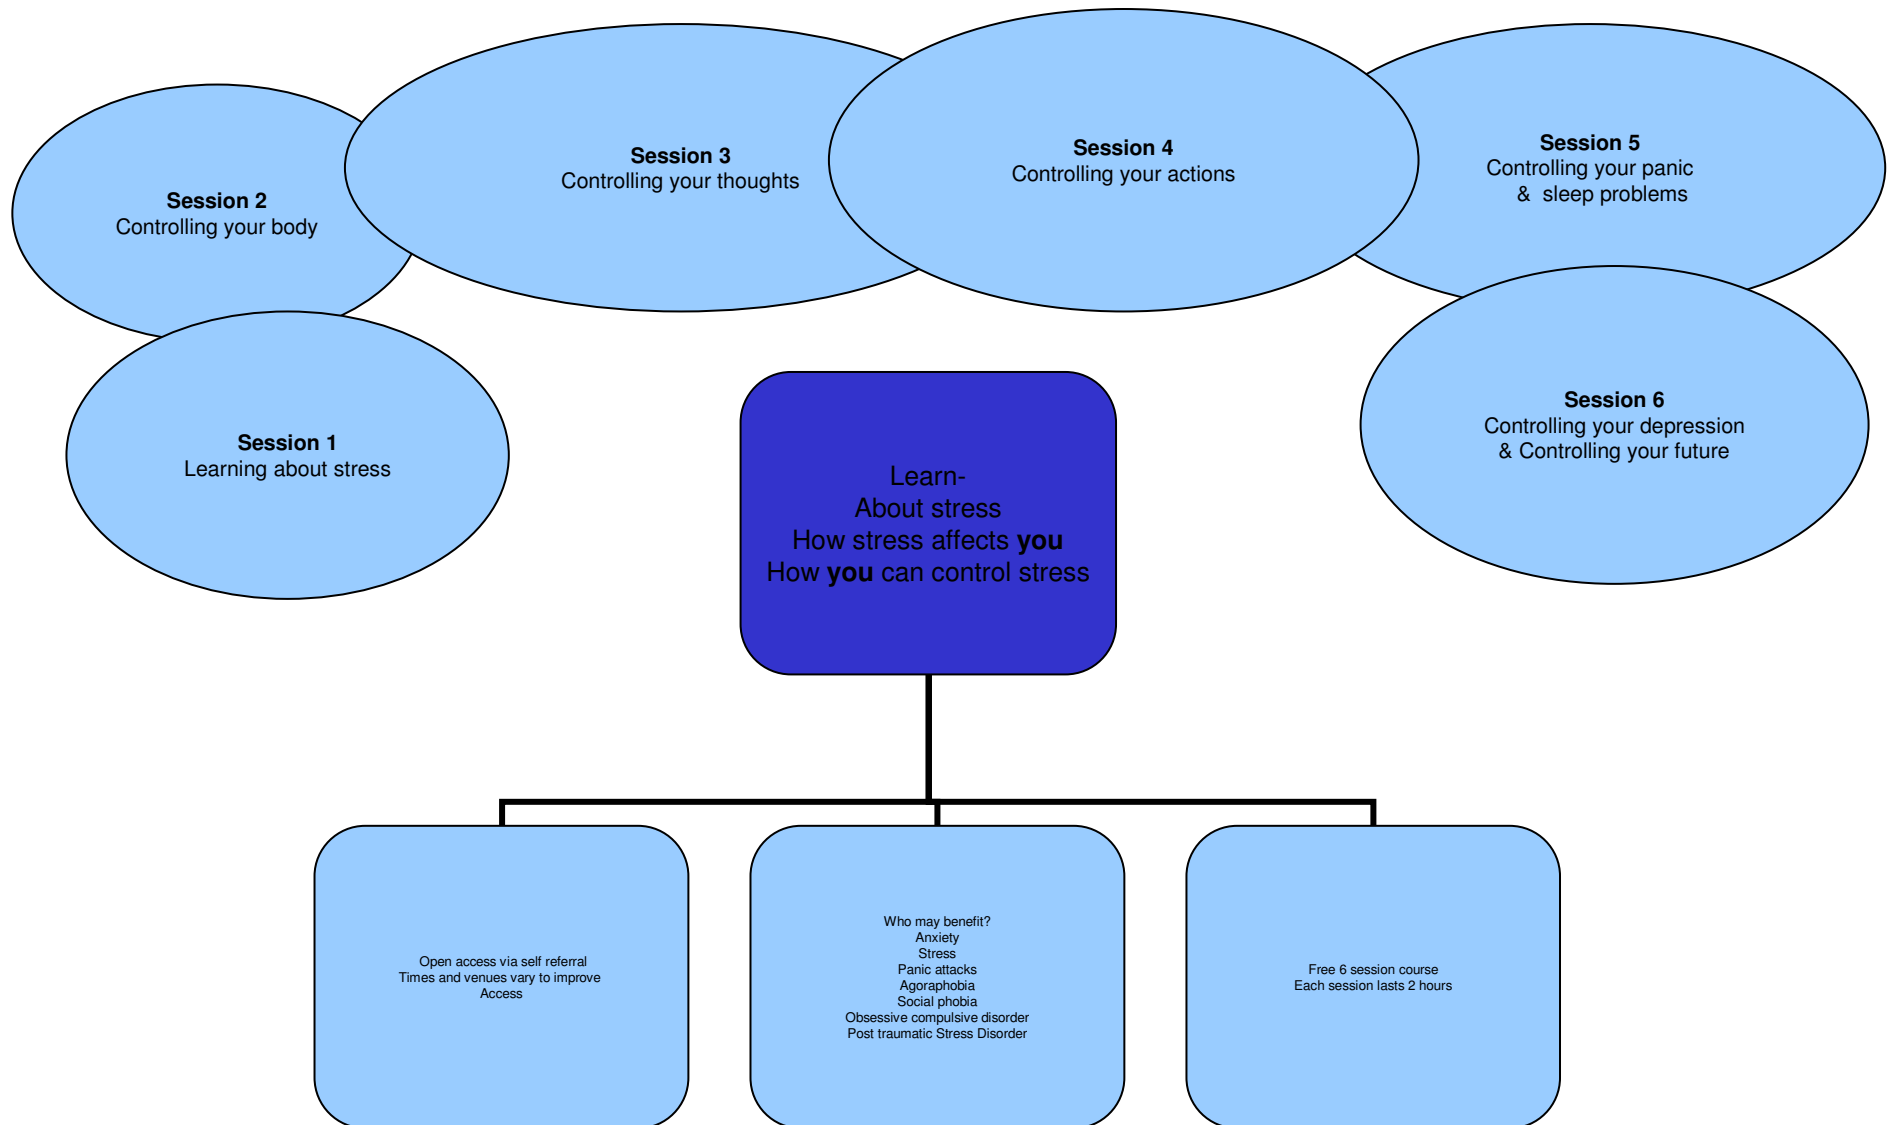 Session 1
Learning about stress
Session 2
Controlling your body
Session 3
Controlling your thoughts
Session 4
Controlling your actions
Session 5
Controlling your panic
& sleep problems
Session 6
Controlling your depression
& Controlling your future
Learn-
About stress
How stress affects you
How you can control stress
Open access via self referral
Times and venues vary to improve
Access
Who may benefit?
Anxiety
Stress
Panic attacks
Agoraphobia
Social phobia
Obsessive compulsive disorder
Post traumatic Stress Disorder
Free 6 session course
Each session lasts 2 hours